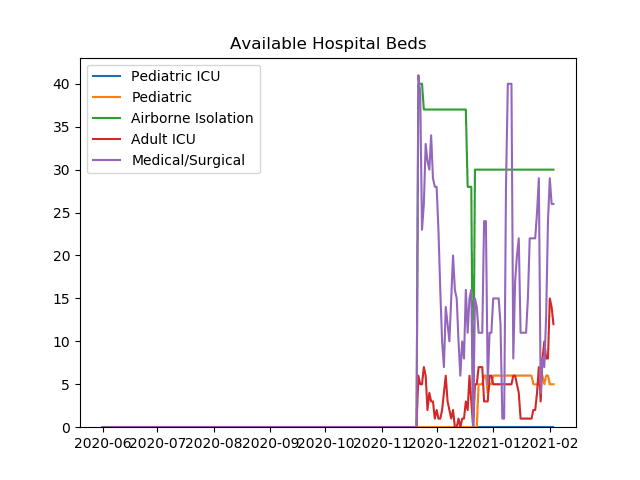 Available Hospital Beds
Pediatric ICU
Pediatric
Airborne Isolation
Adult ICU
Medical/Surgical
40
35
30
25
20
15
10
5
0
2020-06 2020-07 2020-08 2020-09 2020-10 2020-11 2020-12 2021-01 2021-02